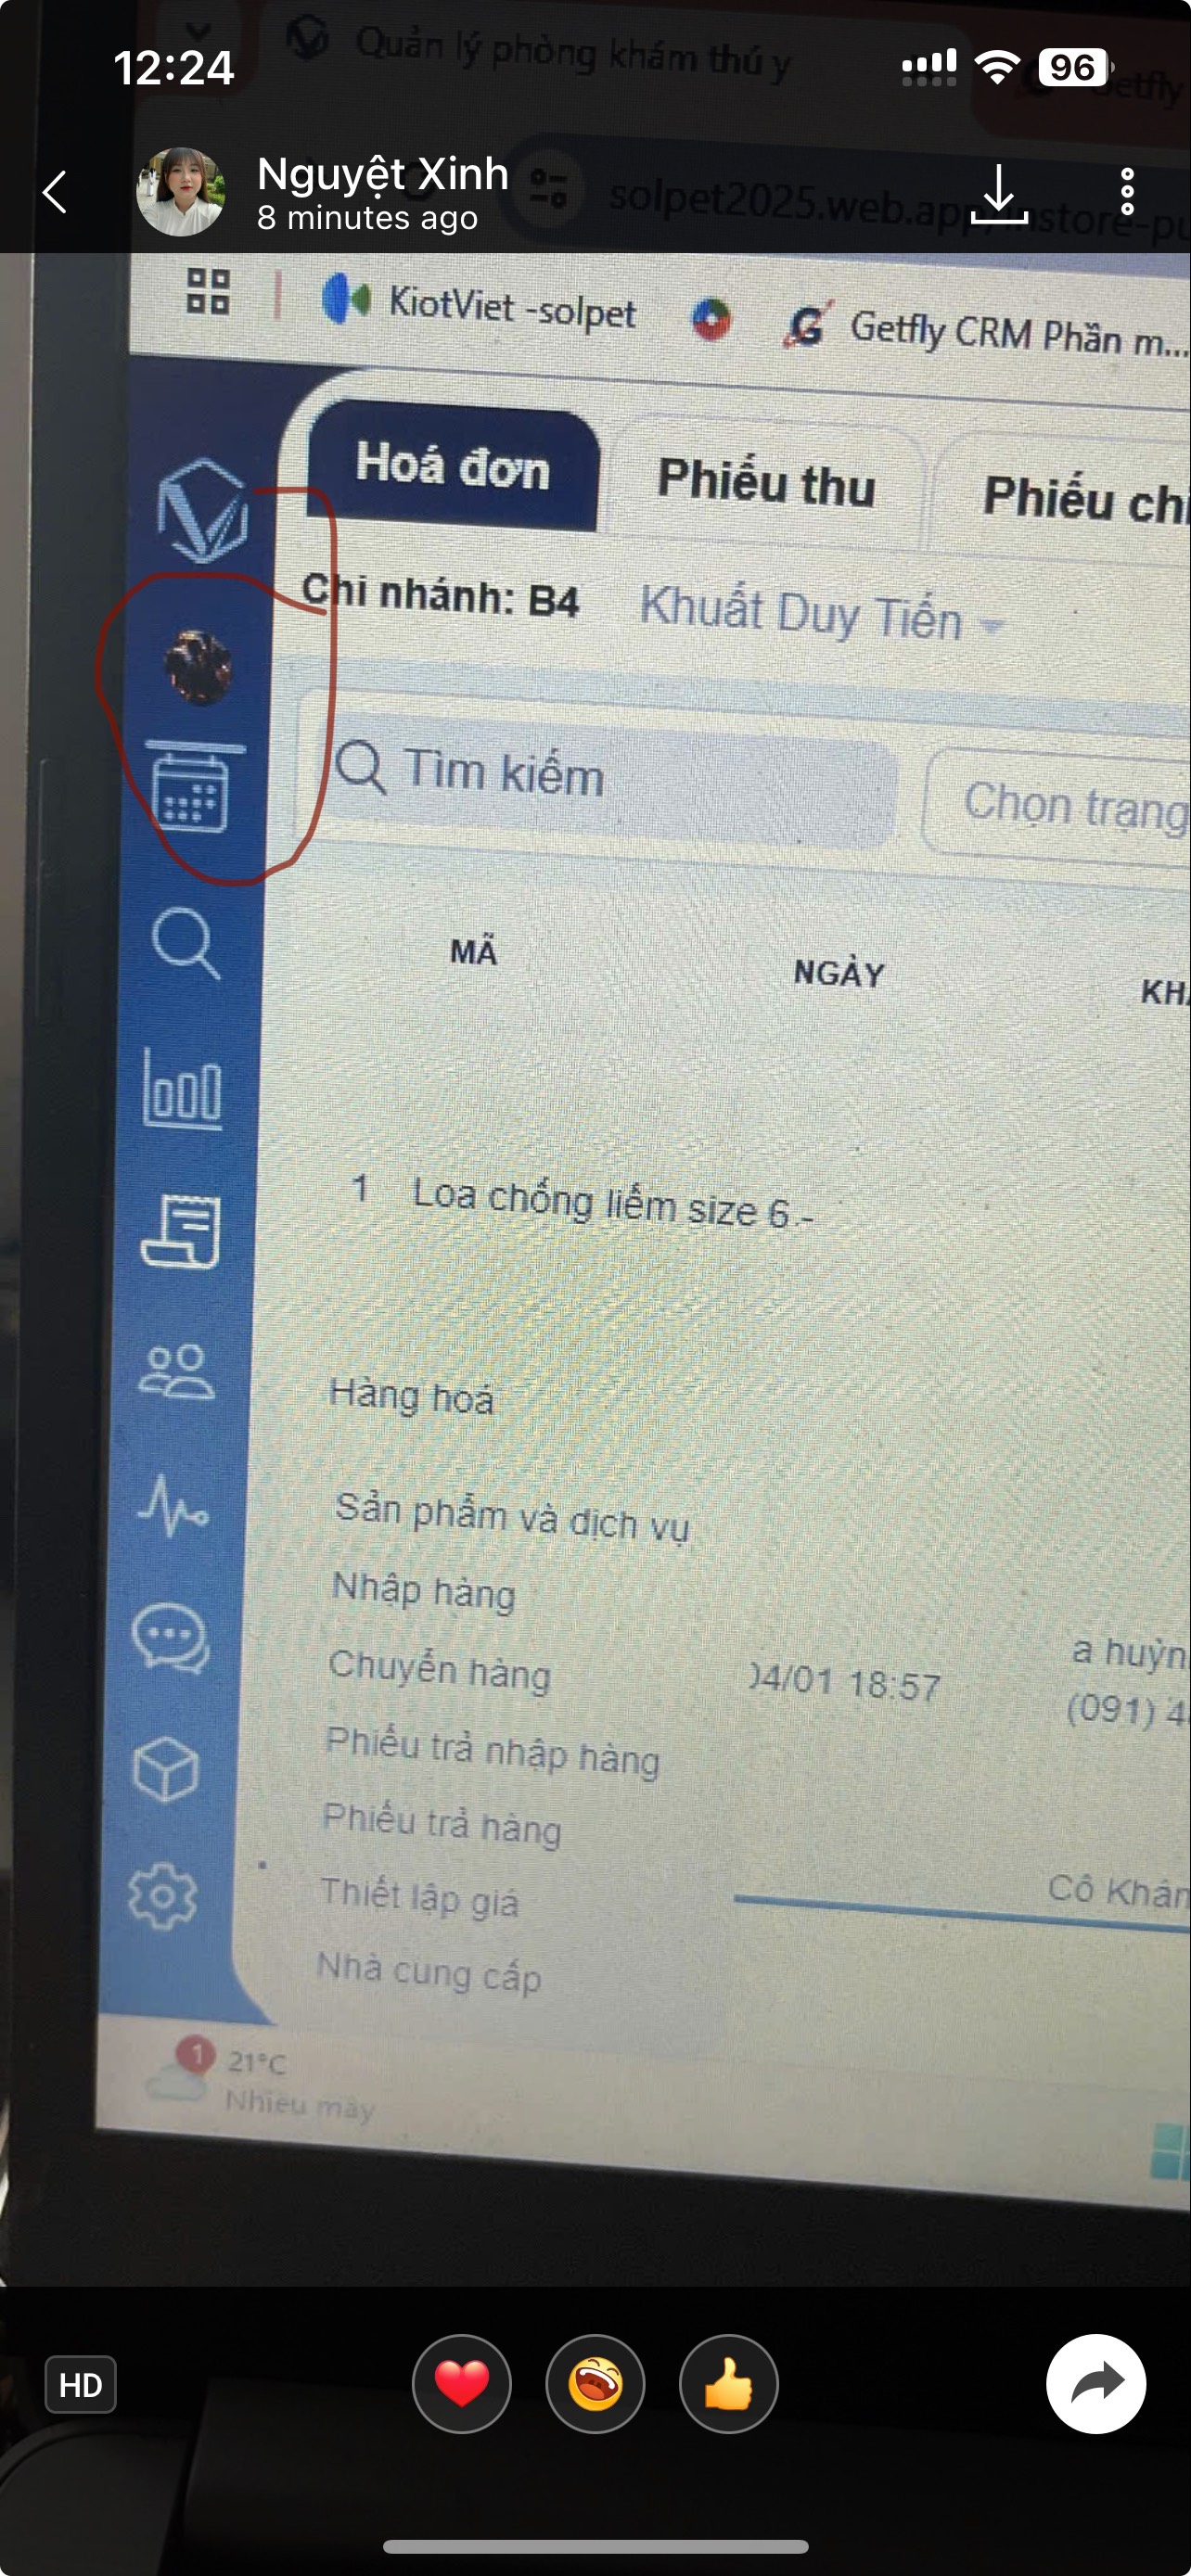 Quản lý phòng khám thú y
12:24
96
etfly
Nguyệt Xinh
8 minutes ago
solpet2025.web.app/instore-pu
KiotViet -solpet
Getfly CRM Phần m...
Hoá đơn
Phiếu thu
Phiếu chi
Chi nhánh: B4
Khuất Duy Tiến
Tìm kiếm
Chọn trạng
MÃ
NGÀY
KHÁ
1 Loa chống liếm size 6 -
Hàng hoá
Sản phẩm và dịch vụ
Nhập hàng
Chuyển hàng
04/01 18:57
a huỳn
(091) 4
Phiếu trả nhập hàng
Phiếu trả hàng
Thiết lập giá
Cô Khán
Nhà cung cấp
1
21°C
Nhiều mây
HD